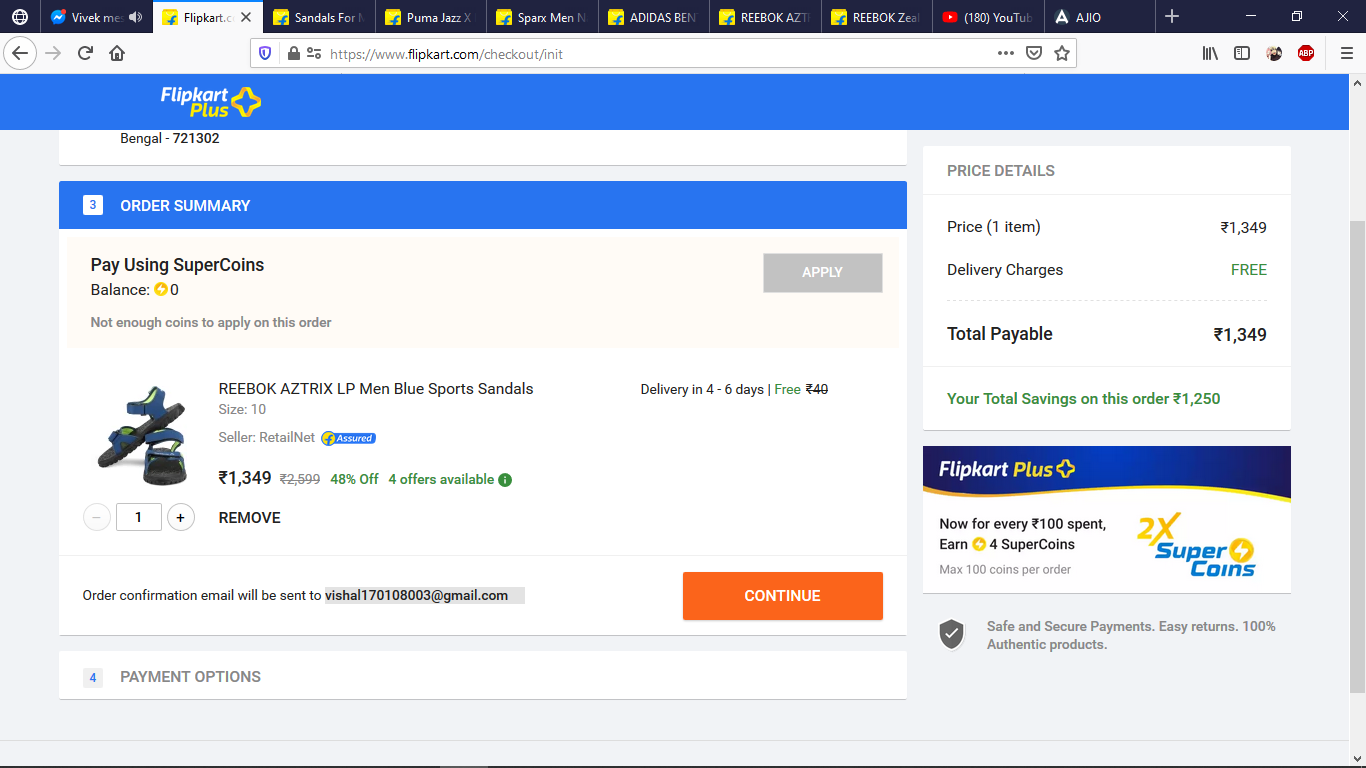 Vivek me
Flipkart.c
Sandals For M
Puma Jazz X
Sparx Men N
ADIDAS BEN
REEBOK AZTR
REEBOK Zeal
(180) YouTub
AJIO
https://www.flipkart.com/checkout/init
ABP
Flipkart
Plus
Bengal - 721302
3 ORDER SUMMARY
Pay Using SuperCoins
Balance: 0
APPLY
Not enough coins to apply on this order
REEBOK AZTRIX LP Men Blue Sports Sandals
Size: 10
Seller: RetailNet Assured
₹1,349 ₹2,599 48% Off 4 offers available
Delivery in 4 - 6 days | Free ₹40
− 1 + REMOVE
Order confirmation email will be sent to vishal170108003@gmail.com
CONTINUE
4 PAYMENT OPTIONS
PRICE DETAILS
Price (1 item) ₹1,349
Delivery Charges FREE
Total Payable ₹1,349
Your Total Savings on this order ₹1,250
Flipkart Plus
Now for every ₹100 spent,
Earn 4 SuperCoins
Max 100 coins per order
2X
Super
Coins
Safe and Secure Payments. Easy returns. 100%
Authentic products.